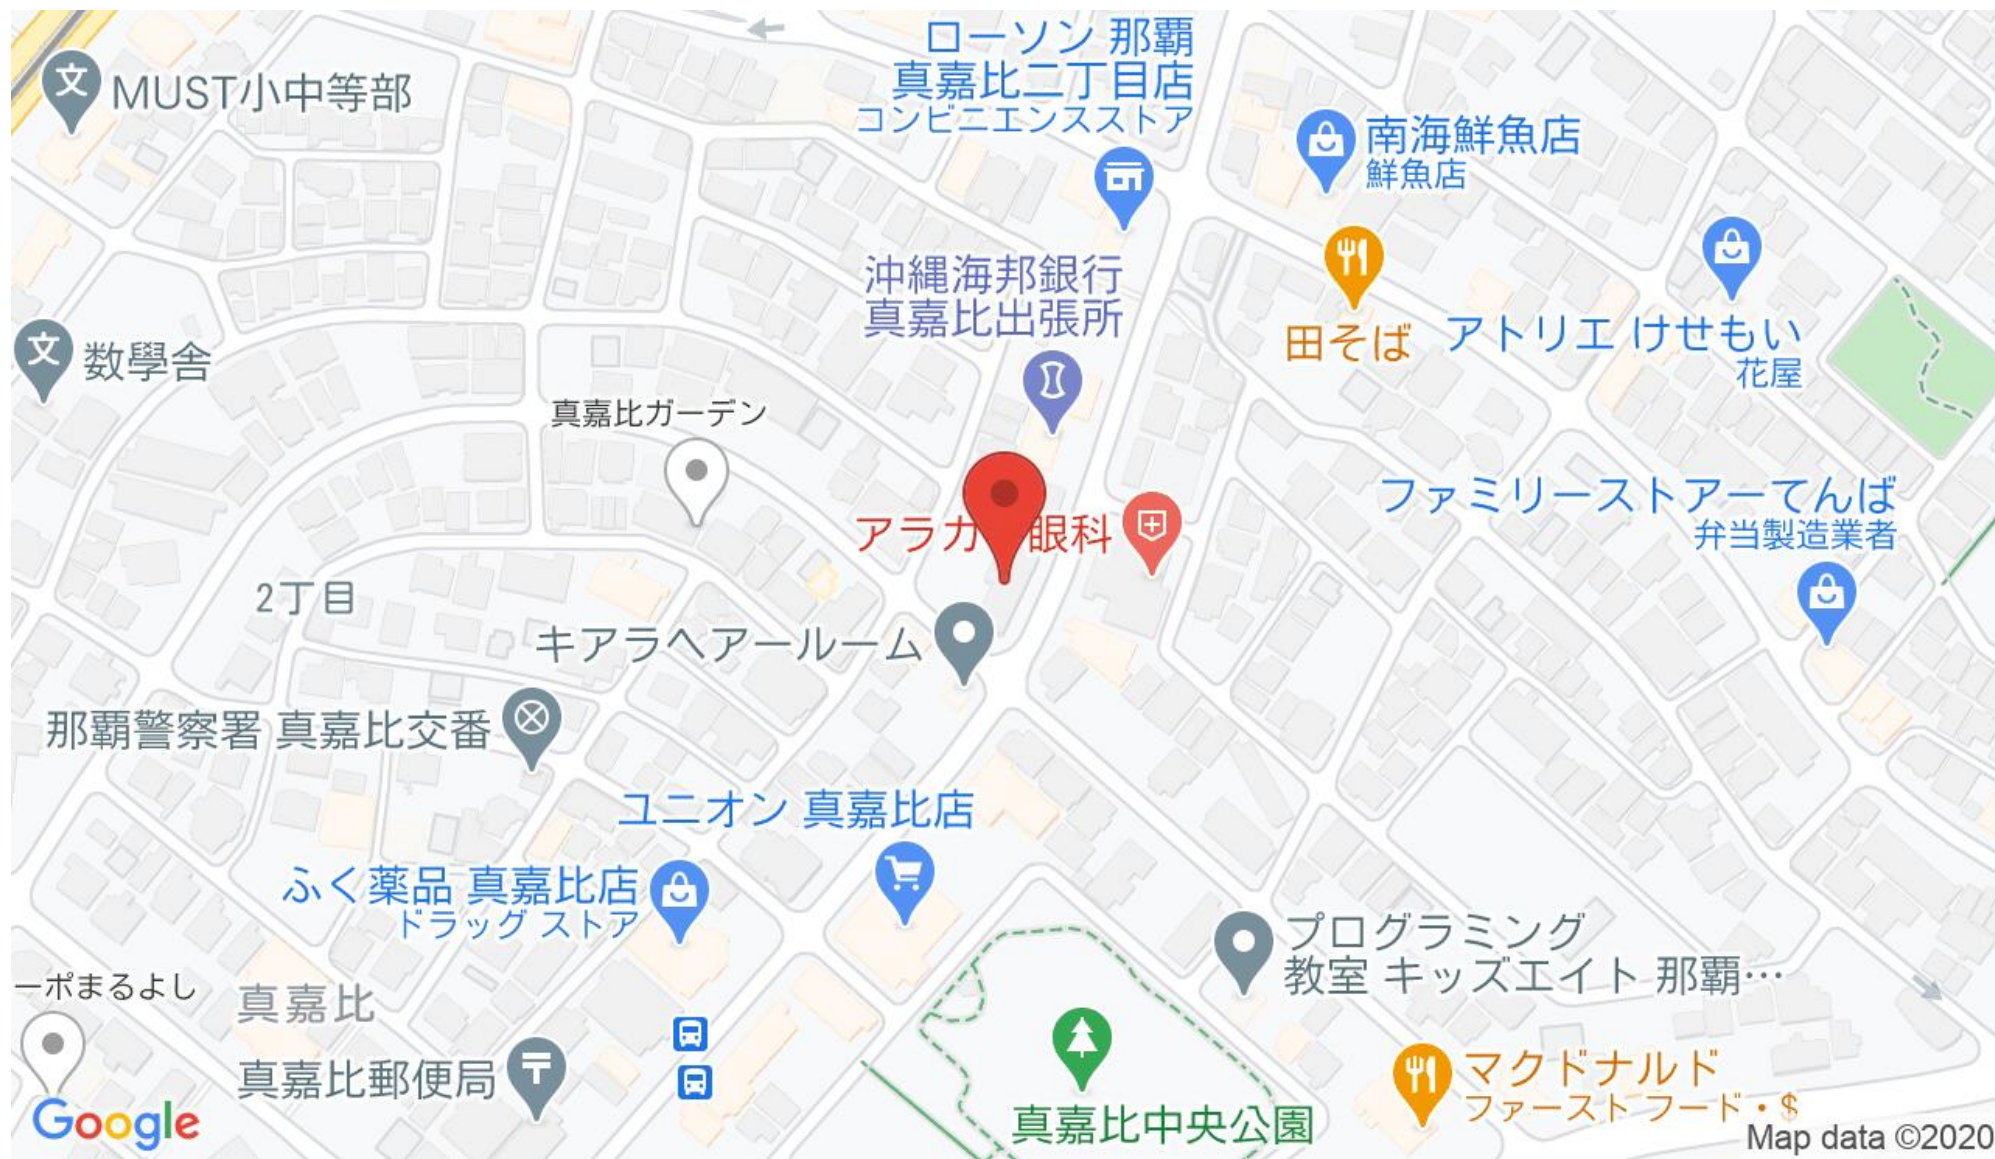 ローソン 那覇
真嘉比二丁目店
コンビニエンスストア
MUST小中等部
南海鮮魚店
鮮魚店
沖縄海邦銀行
真嘉比出張所
田そば
アトリエ けせもい
花屋
数學舎
真嘉比ガーデン
ファミリーストアーてんぱ
弁当製造業者
アラカ
眼科
2丁目
キアラヘアールーム
那覇警察署 真嘉比交番
ユニオン 真嘉比店
ふく薬品 真嘉比店
ドラッグ ストア
プログラミング
教室 キッズエイト 那覇…
ーポまるよし
真嘉比
真嘉比郵便局
マクドナルド
ファースト フード・$
真嘉比中央公園
Google
Map data ©2020